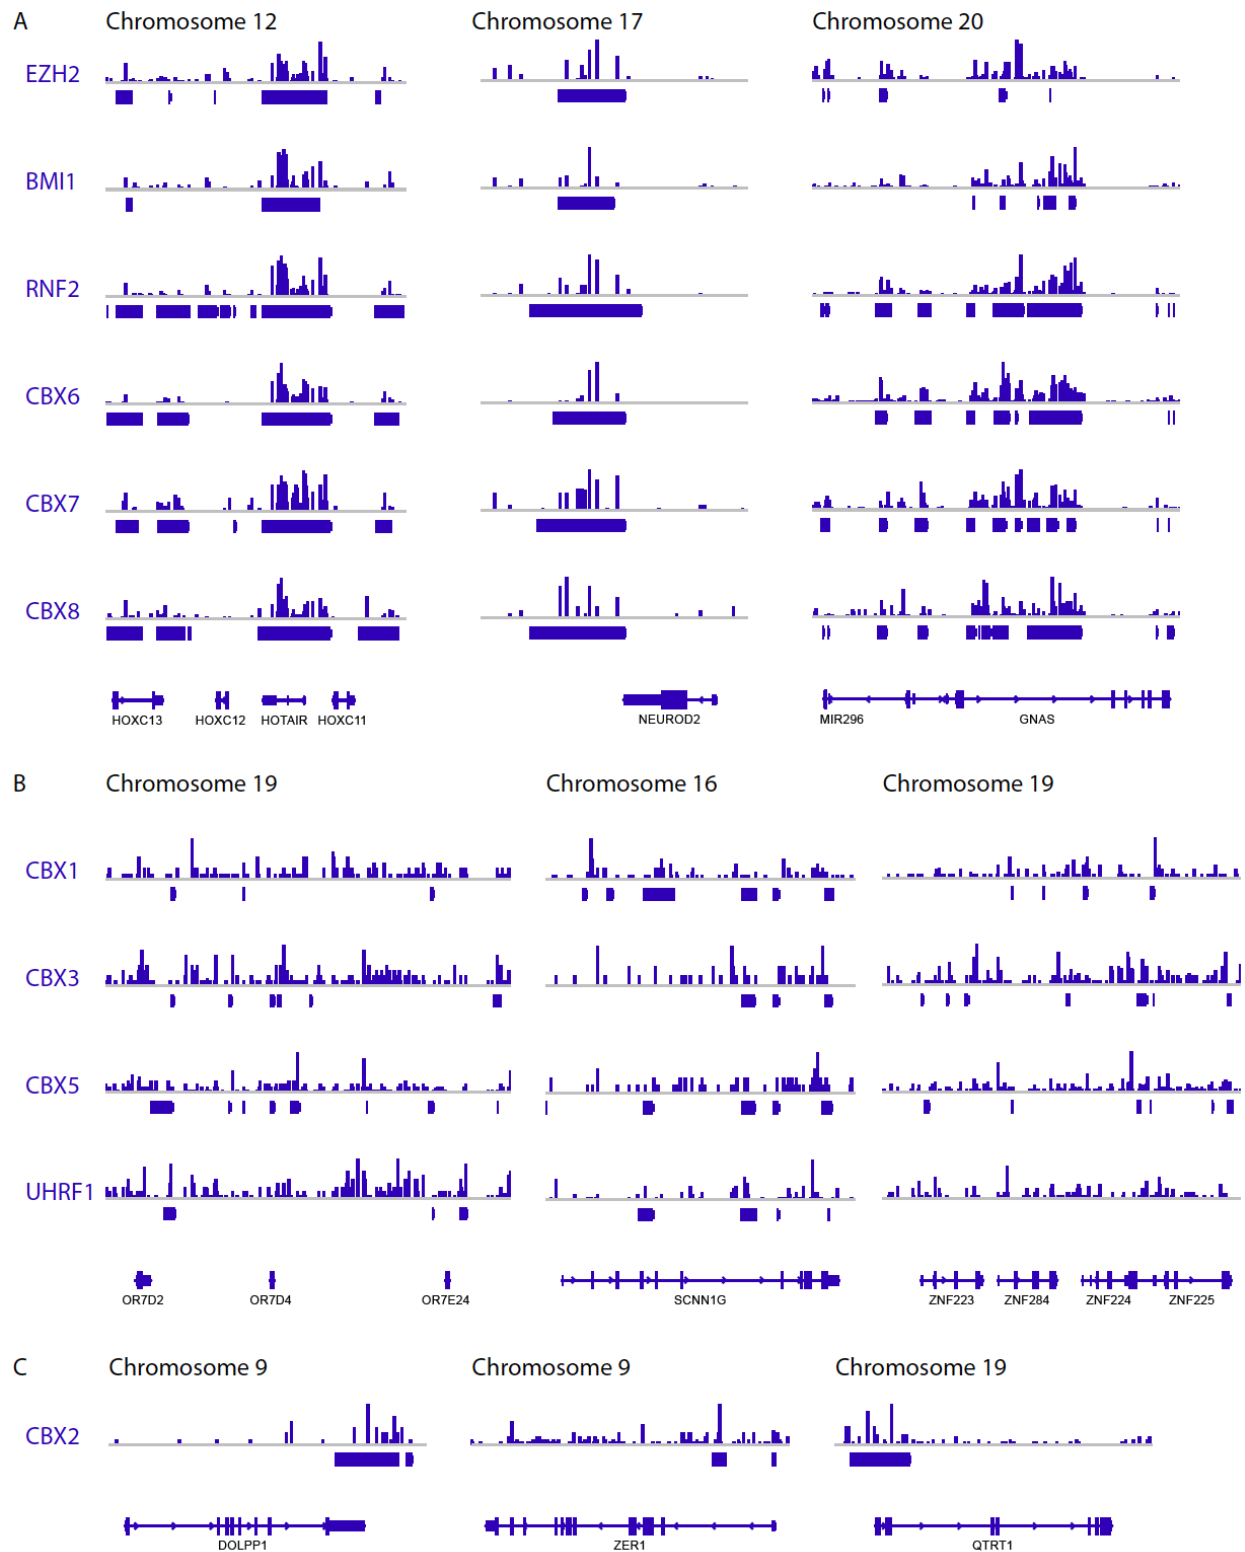 A Chromosome 12 Chromosome 17 Chromosome 20
EZH2
BMI1
RNF2
CBX6
CBX7
CBX8
HOXC13 HOXC12 HOTAIR HOXC11 NEUROD2 MIR296 GNAS
B Chromosome 19 Chromosome 16 Chromosome 19
CBX1
CBX3
CBX5
UHRF1
OR7D2 OR7D4 OR7E24 SCNN1G ZNF223 ZNF284 ZNF224 ZNF225
C Chromosome 9 Chromosome 9 Chromosome 19
CBX2
DOLPP1 ZER1 QTRT1